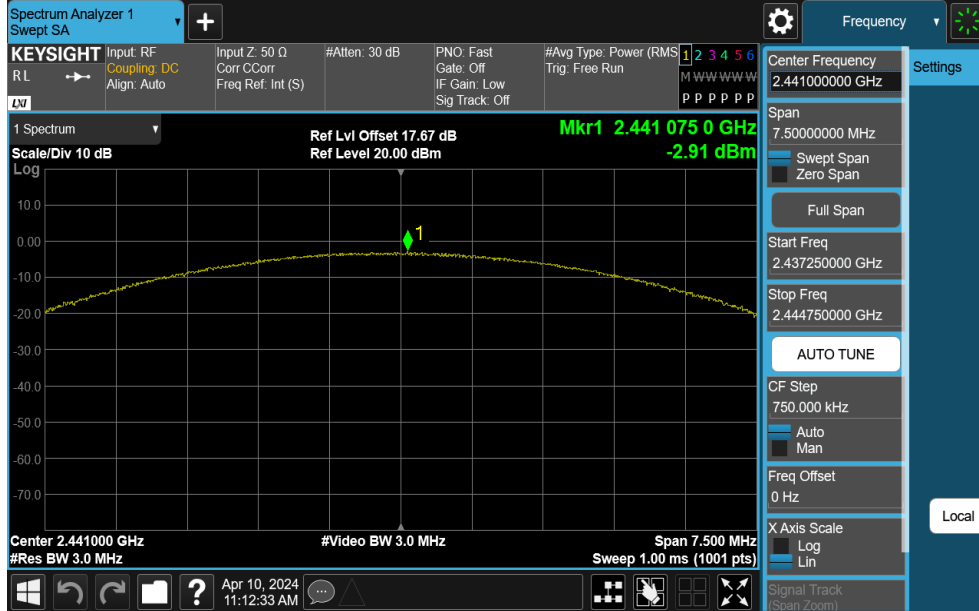 Spectrum Analyzer 1
Swept SA
+
Frequency
KEYSIGHT
R L
LXI
Input: RF
Coupling: DC
Align: Auto
Input Z: 50 Ω
Corr CCorr
Freq Ref: Int (S)
#Atten: 30 dB
PNO: Fast
Gate: Off
IF Gain: Low
Sig Track: Off
#Avg Type: Power (RMS
Trig: Free Run
1 2 3 4 5 6
M W W W W W
P P P P P P
Center Frequency
2.441000000 GHz
Settings
Span
7.50000000 MHz
Swept Span
Zero Span
Full Span
Start Freq
2.437250000 GHz
Stop Freq
2.444750000 GHz
AUTO TUNE
CF Step
750.000 kHz
Auto
Man
Freq Offset
0 Hz
X Axis Scale
Log
Lin
Signal Track
(Span Zoom)
Local
1 Spectrum
Scale/Div 10 dB
Log
Ref Lvl Offset 17.67 dB
Ref Level 20.00 dBm
Mkr1 2.441 075 0 GHz
-2.91 dBm
1
10.0
0.00
-10.0
-20.0
-30.0
-40.0
-50.0
-60.0
-70.0
Center 2.441000 GHz
#Res BW 3.0 MHz
#Video BW 3.0 MHz
Span 7.500 MHz
Sweep 1.00 ms (1001 pts)
?
Apr 10, 2024
11:12:33 AM